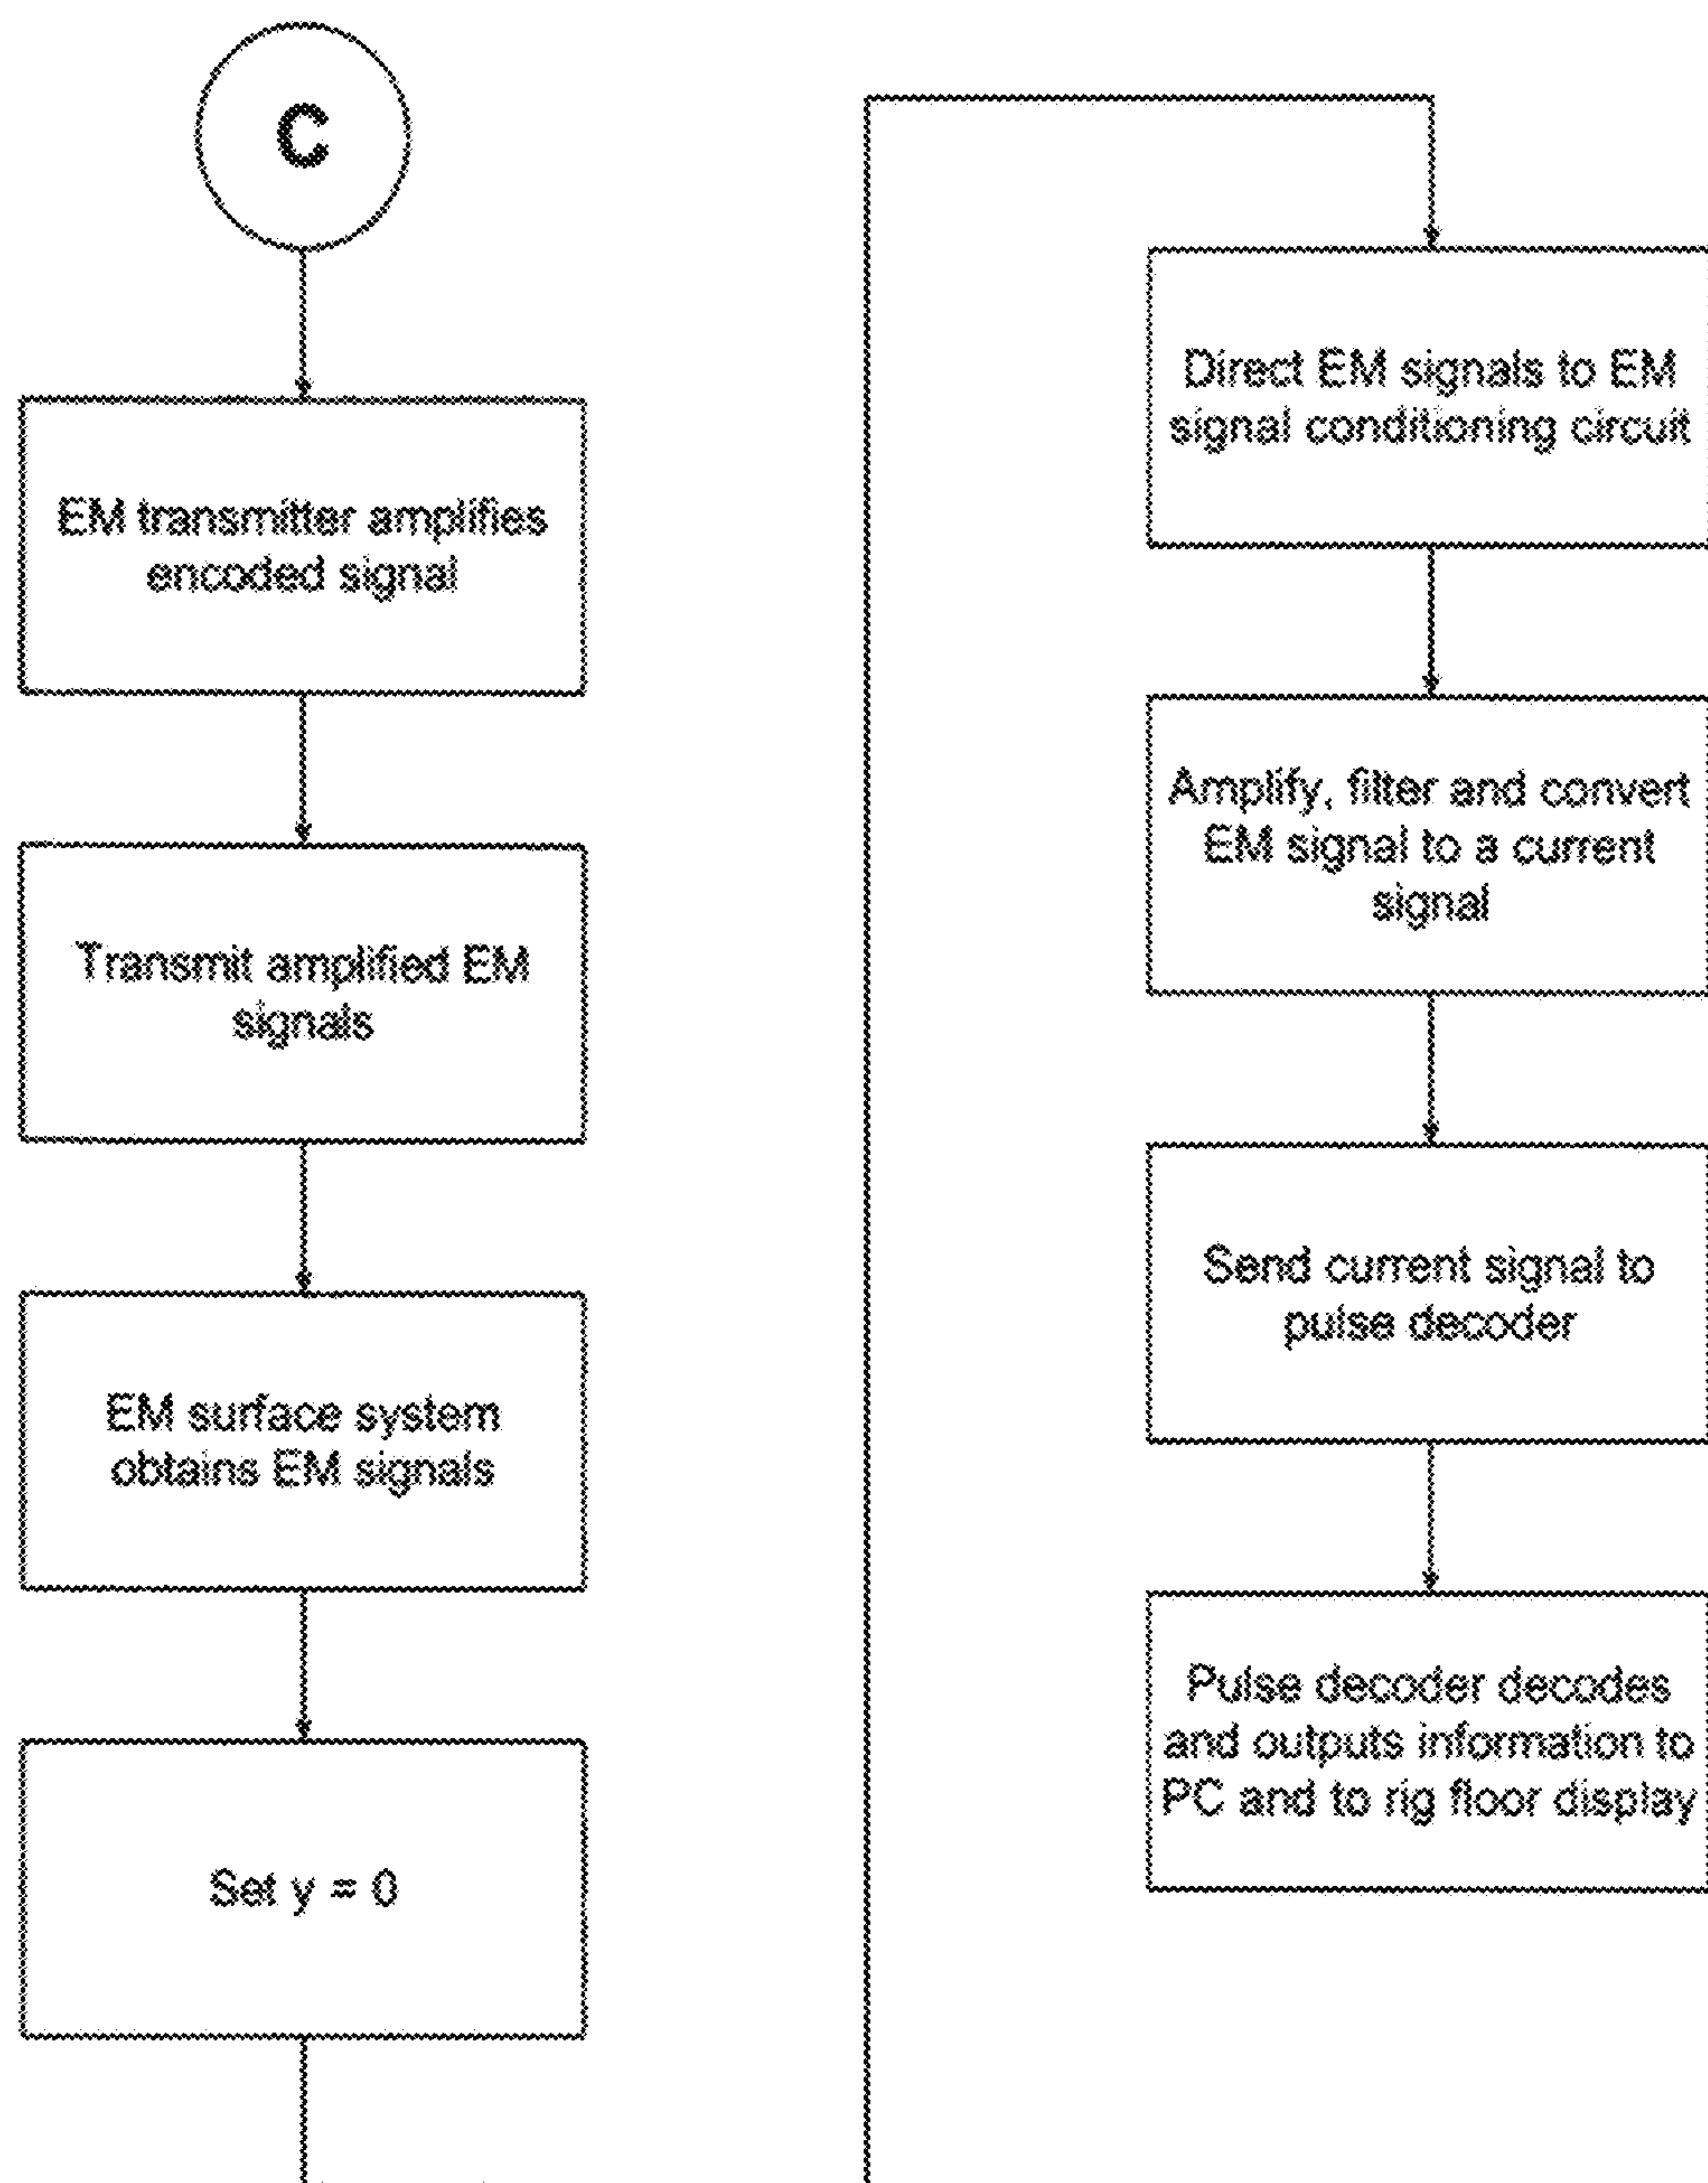 C
EM transmitter amplifies
encoded signal
Transmit amplified EM
signals
EM surface system
obtains EM signals
Set y = 0
Direct EM signals to EM
signal conditioning circuit
Amplify, filter and convert
EM signal to a current
signal
Send current signal to
pulse decoder
Pulse decoder decodes
and outputs information to
PC and to rig floor display